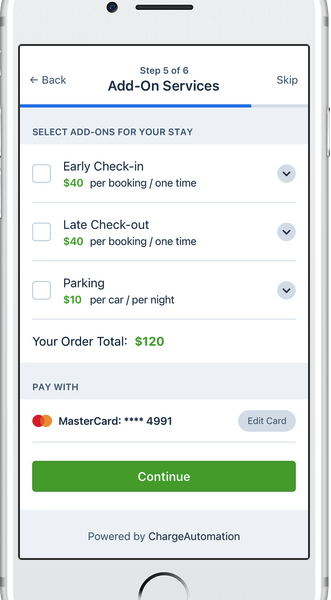 ← Back
Step 5 of 6
Add-On Services
Skip
SELECT ADD-ONS FOR YOUR STAY
Early Check-in
$40 per booking / one time
Late Check-out
$40 per booking / one time
Parking
$10 per car / per night
Your Order Total: $120
PAY WITH
MasterCard: **** 4991
Edit Card
Continue
Powered by ChargeAutomation